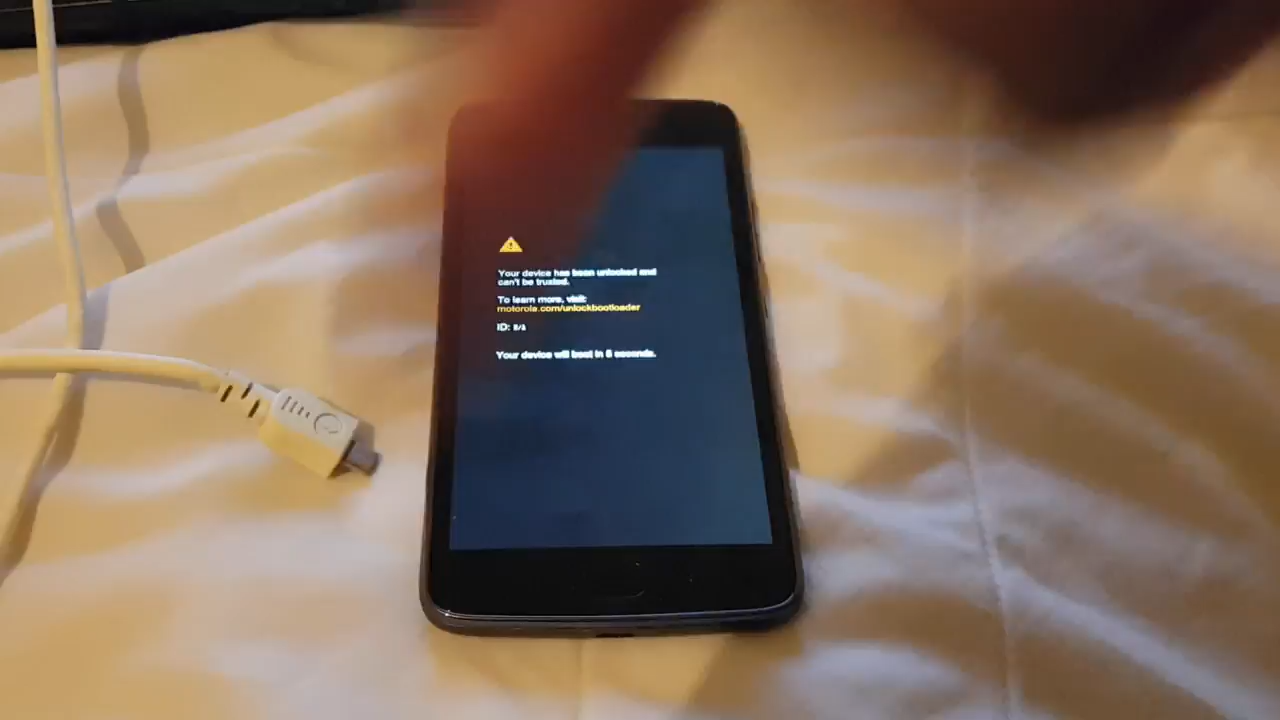 Your device has been unlocked and
can't be trusted.
To learn more, visit:
motorola.com/unlockbootloader
ID: N/A
Your device will boot in 5 seconds.